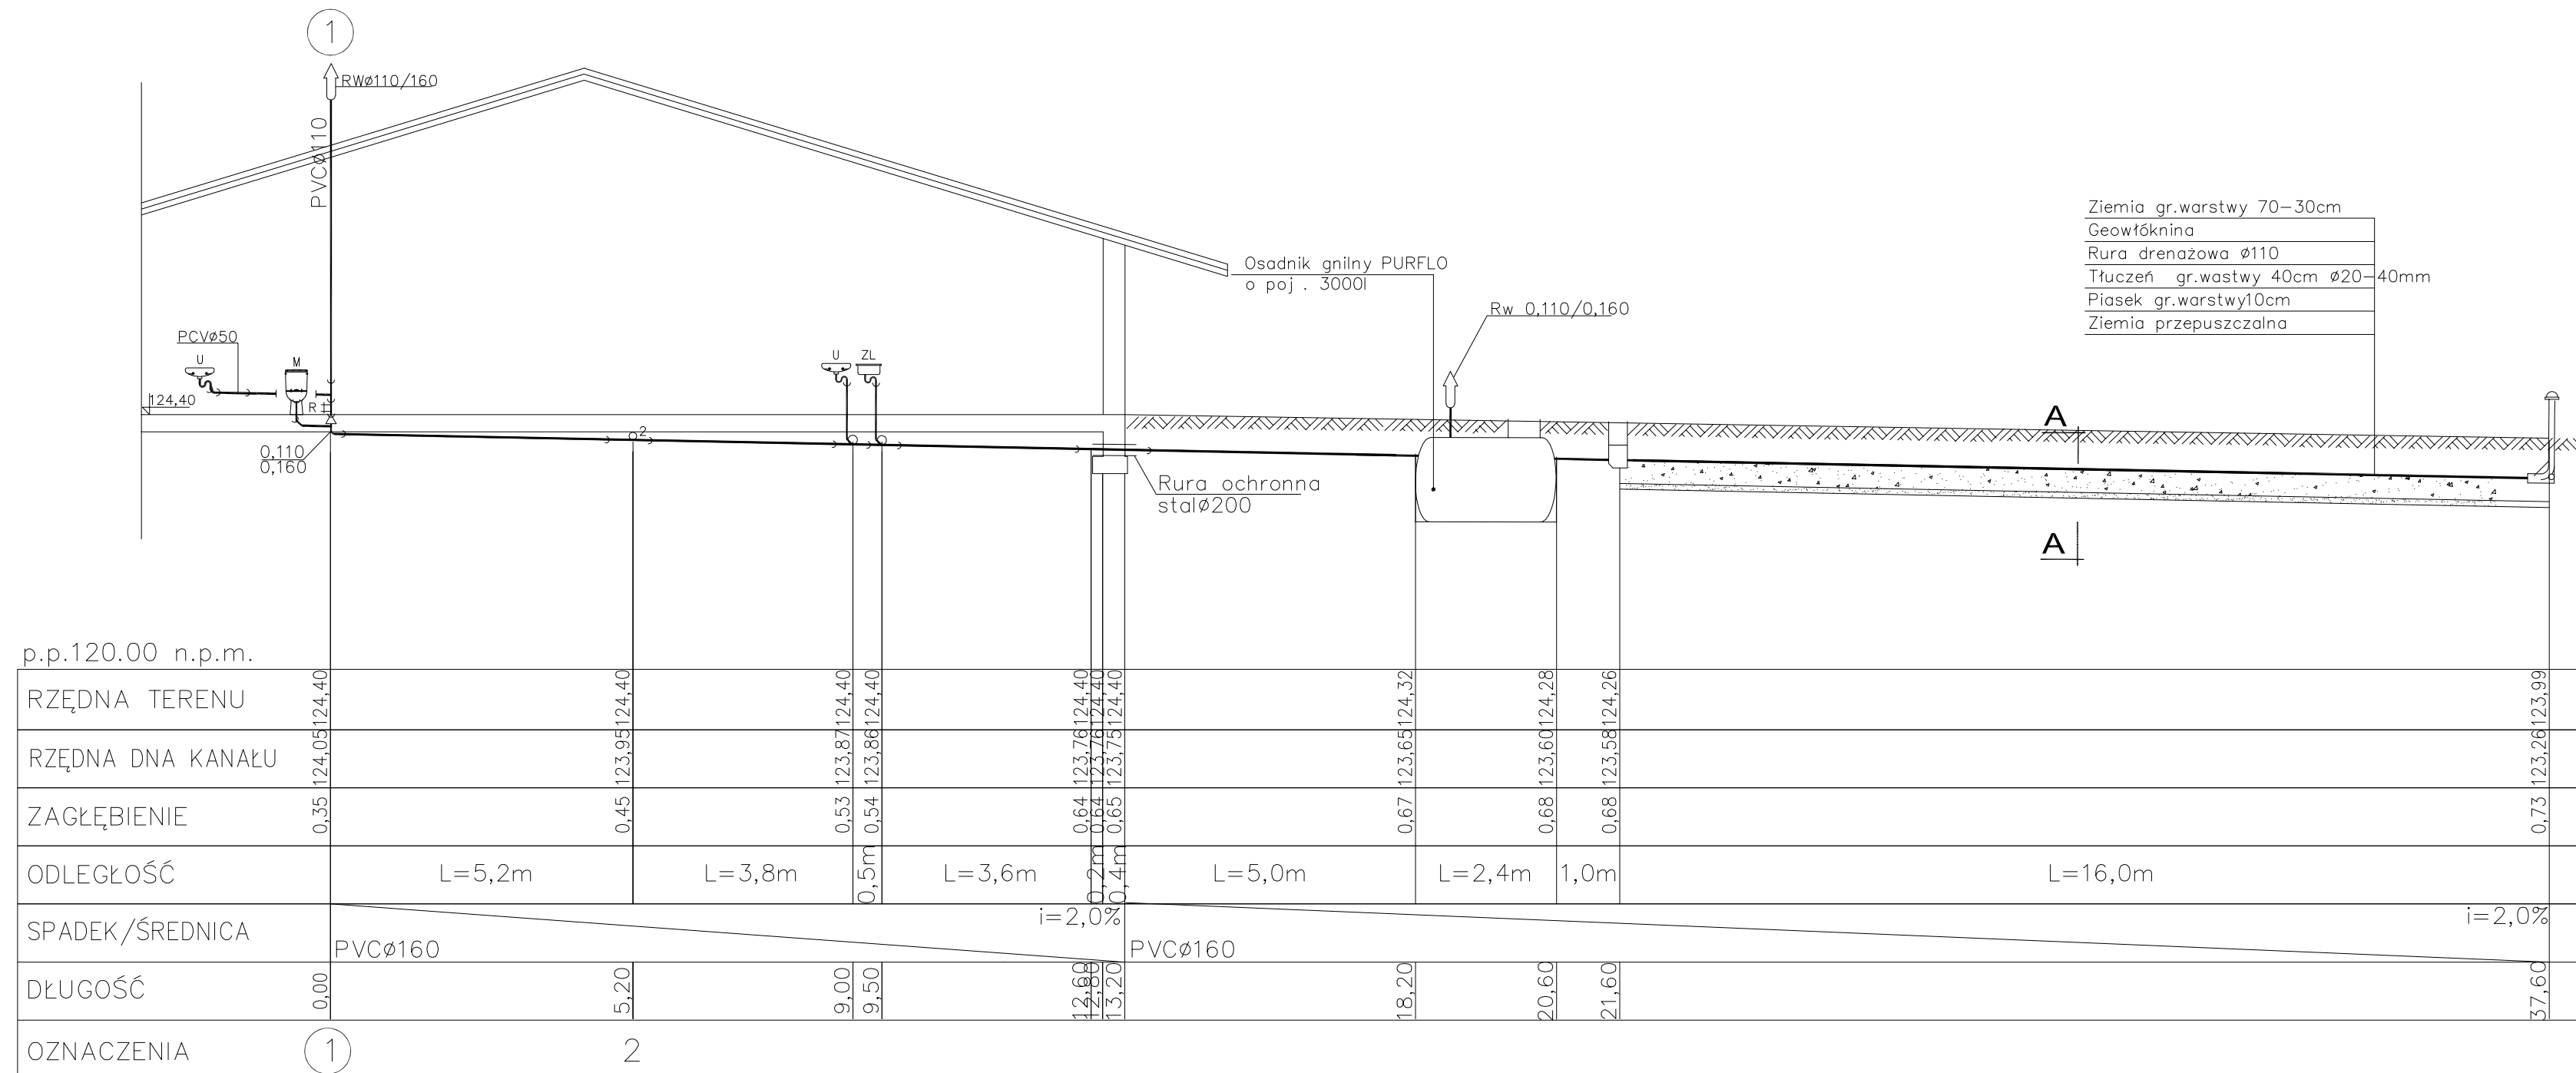 1
RWø110/160
PVCø110
Ziemia gr.warstwy 70-30cm
Geowłóknina
Rura drenażowa ø110
Tłuczeń gr.wastwy 40cm ø20-40mm
Piasek gr.warstwy10cm
Ziemia przepuszczalna
Osadnik gnilny PURFLO
o poj . 3000l
Rw 0,110/0,160
PCVø50
U
M
U
ZL
124,40
R
2
0,110
0,160
A
Rura ochronna
stalø200
A
p.p.120.00 n.p.m.
RZĘDNA TERENU 124,40 124,40 124,40 124,40 124,40 124,40 124,40 124,32 124,28 124,26 123,99
RZĘDNA DNA KANAŁU 124,05 123,95 123,87 123,86 123,76 123,76 123,75 123,65 123,60 123,58 123,26
ZAGŁĘBIENIE 0,35 0,45 0,53 0,54 0,64 0,64 0,65 0,67 0,68 0,68 0,73
ODLEGŁOŚĆ L=5,2m L=3,8m 0,5m L=3,6m 0,2m 0,4m L=5,0m L=2,4m 1,0m L=16,0m
SPADEK/ŚREDNICA PVCø160 i=2,0% PVCø160 i=2,0%
DŁUGOŚĆ 0,00 5,20 9,00 9,50 12,60 12,80 13,20 18,20 20,60 21,60 37,60
OZNACZENIA 1 2